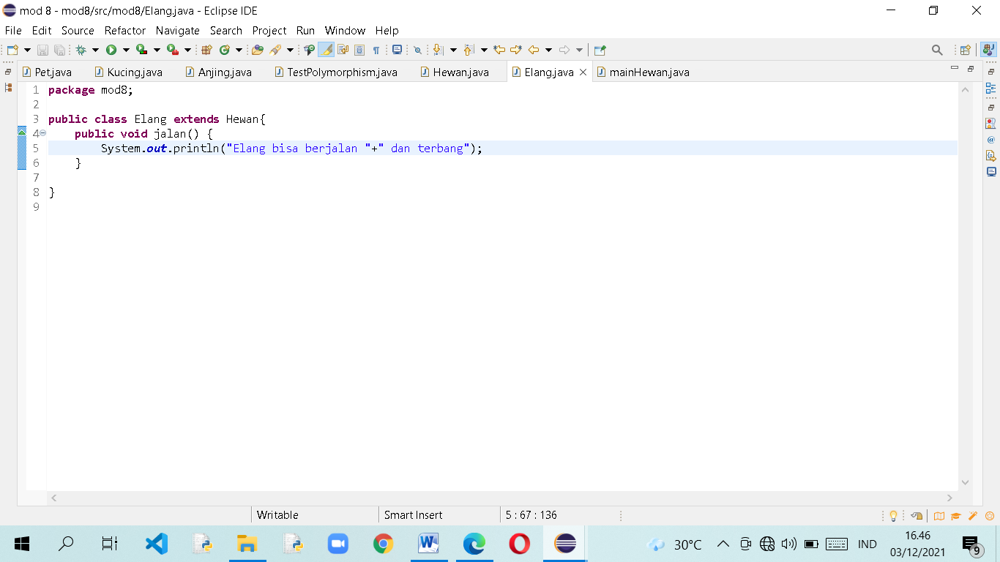 mod 8 - mod8/src/mod8/Elang.java - Eclipse IDE
File Edit Source Refactor Navigate Search Project Run Window Help
Pet.java Kucing.java Anjing.java TestPolymorphism.java Hewan.java Elang.java mainHewan.java
1 package mod8;
2
3 public class Elang extends Hewan{
4 public void jalan() {
5 System.out.println("Elang bisa berjalan "+" dan terbang");
6 }
7
8 }
9
Writable Smart Insert 5 : 67 : 136
30°C IND 16.46
03/12/2021 9